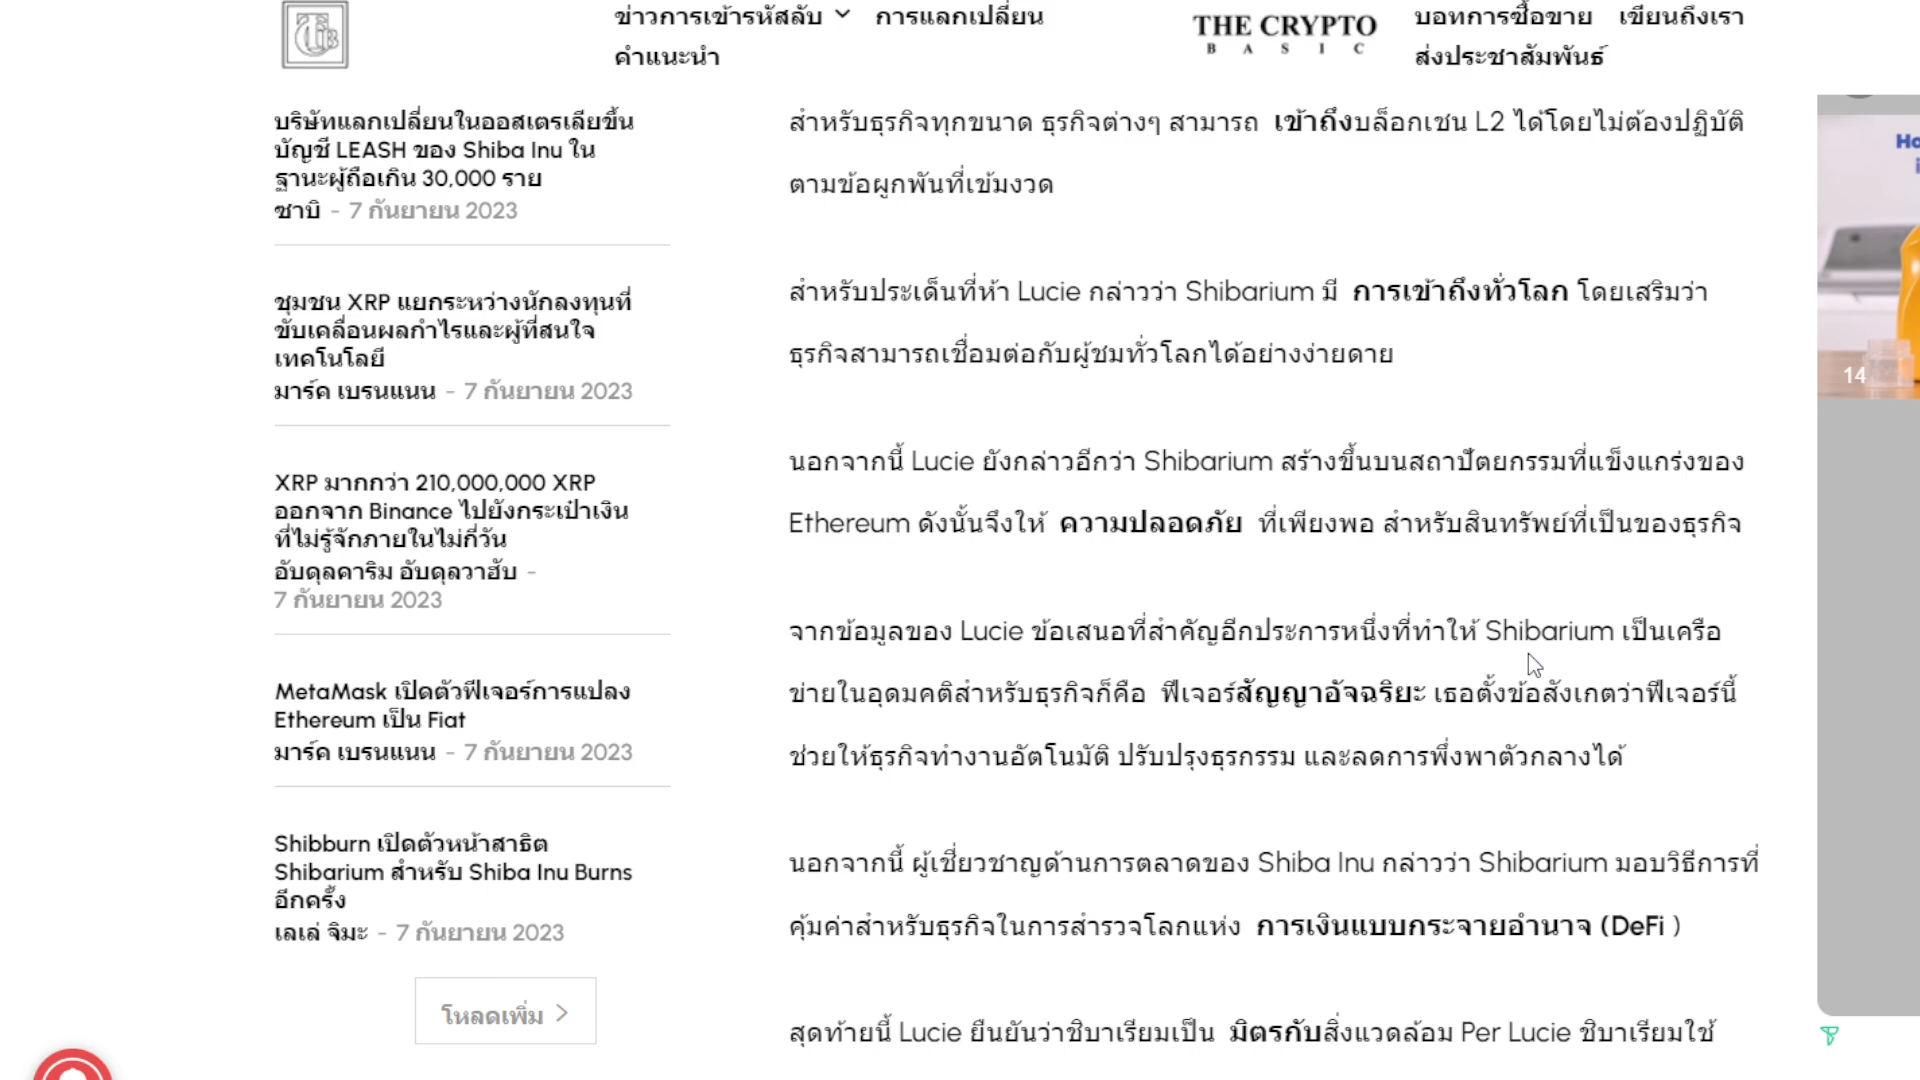 ข่าวการเข้ารหัสลับ
การแลกเปลี่ยน
คำแนะนำ
THE CRYPTO
BASIC
บอทการซื้อขาย
เขียนถึงเรา
ส่งประชาสัมพันธ์
บริษัทแลกเปลี่ยนในออสเตรเลียขึ้น
บัญชี LEASH ของ Shiba Inu ใน
ฐานะผู้ถือเกิน 30,000 ราย
ซาบิ - 7 กันยายน 2023
ชุมชน XRP แยกระหว่างนักลงทุนที่
ขับเคลื่อนผลกำไรและผู้ที่สนใจ
เทคโนโลยี
มาร์ค เบรนแนน - 7 กันยายน 2023
XRP มากกว่า 210,000,000 XRP
ออกจาก Binance ไปยังกระเป๋าเงิน
ที่ไม่รู้จักภายในไม่กี่วัน
อับดุลคาริม อับดุลวาฮับ -
7 กันยายน 2023
MetaMask เปิดตัวฟีเจอร์การแปลง
Ethereum เป็น Fiat
มาร์ค เบรนแนน - 7 กันยายน 2023
Shibburn เปิดตัวหน้าสาธิต
Shibarium สำหรับ Shiba Inu Burns
อีกครั้ง
เลเล่ จิมะ - 7 กันยายน 2023
โหลดเพิ่ม
สำหรับธุรกิจทุกขนาด ธุรกิจต่างๆ สามารถ เข้าถึงบล็อกเชน L2 ได้โดยไม่ต้องปฏิบัติ
ตามข้อผูกพันที่เข้มงวด
สำหรับประเด็นที่ห้า Lucie กล่าวว่า Shibarium มี การเข้าถึงทั่วโลก โดยเสริมว่า
ธุรกิจสามารถเชื่อมต่อกับผู้ชมทั่วโลกได้อย่างง่ายดาย
นอกจากนี้ Lucie ยังกล่าวอีกว่า Shibarium สร้างขึ้นบนสถาปัตยกรรมที่แข็งแกร่งของ
Ethereum ดังนั้นจึงให้ ความปลอดภัย ที่เพียงพอ สำหรับสินทรัพย์ที่เป็นของธุรกิจ
จากข้อมูลของ Lucie ข้อเสนอที่สำคัญอีกประการหนึ่งที่ทำให้ Shibarium เป็นเครือ
ข่ายในอุดมคติสำหรับธุรกิจก็คือ ฟีเจอร์สัญญาอัจฉริยะ เธอตั้งข้อสังเกตว่าฟีเจอร์นี้
ช่วยให้ธุรกิจทำงานอัตโนมัติ ปรับปรุงธุรกรรม และลดการพึ่งพาตัวกลางได้
นอกจากนี้ ผู้เชี่ยวชาญด้านการตลาดของ Shiba Inu กล่าวว่า Shibarium มอบวิธีการที่
คุ้มค่าสำหรับธุรกิจในการสำรวจโลกแห่ง การเงินแบบกระจายอำนาจ (DeFi )
สุดท้ายนี้ Lucie ยืนยันว่าชิบาเรียมเป็น มิตรกับสิ่งแวดล้อม Per Lucie ชิบาเรียมใช้
14